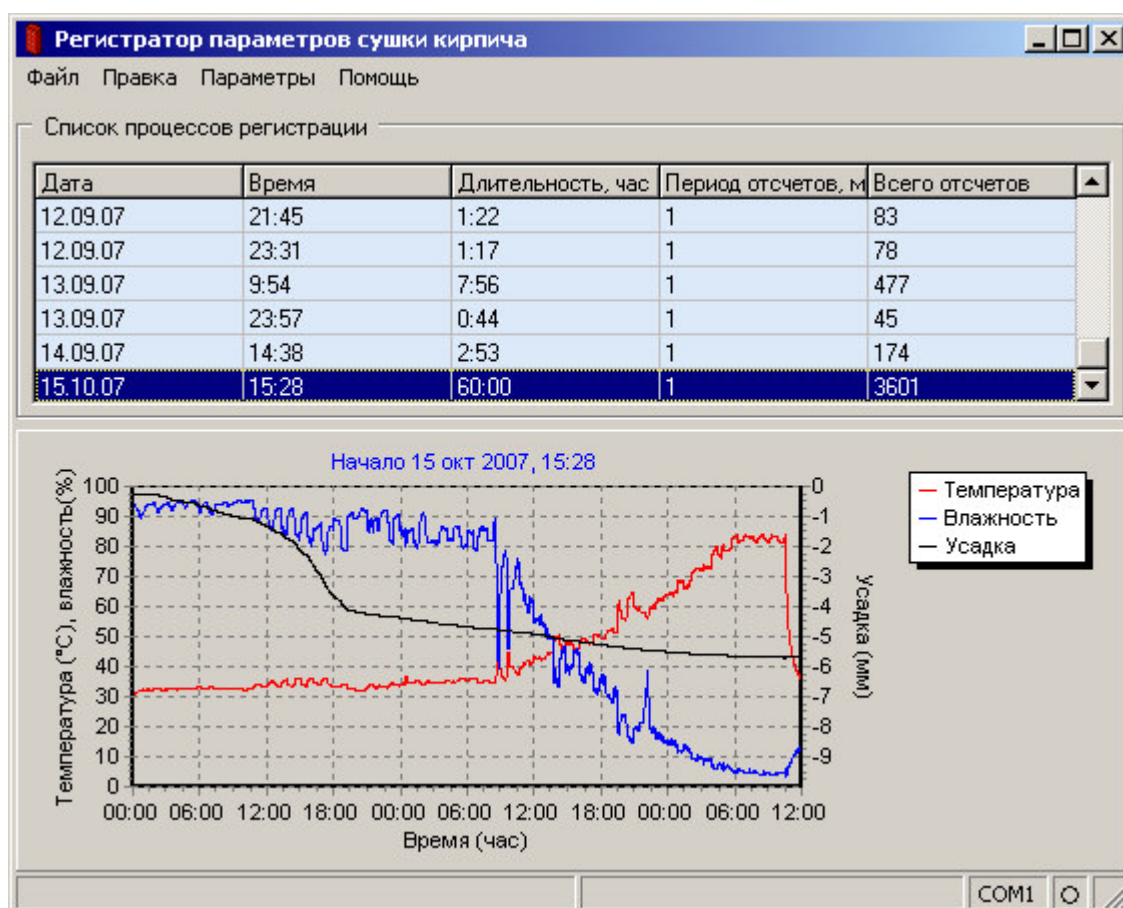 Регистратор параметров сушки кирпича
Файл Правка Параметры Помощь
Список процессов регистрации
Дата Время Длительность, час Период отсчетов, м Всего отсчетов
12.09.07 21:45 1:22 1 83
12.09.07 23:31 1:17 1 78
13.09.07 9:54 7:56 1 477
13.09.07 23:57 0:44 1 45
14.09.07 14:38 2:53 1 174
15.10.07 15:28 60:00 1 3601
Начало 15 окт 2007, 15:28
Температура (°C), влажность(%)
100
90
80
70
60
50
40
30
20
10
0
0
-1
-2
-3
-4
-5
-6
-7
-8
-9
Усадка (мм)
Температура
Влажность
Усадка
00:00 06:00 12:00 18:00 00:00 06:00 12:00 18:00 00:00 06:00 12:00
Время (час)
COM1